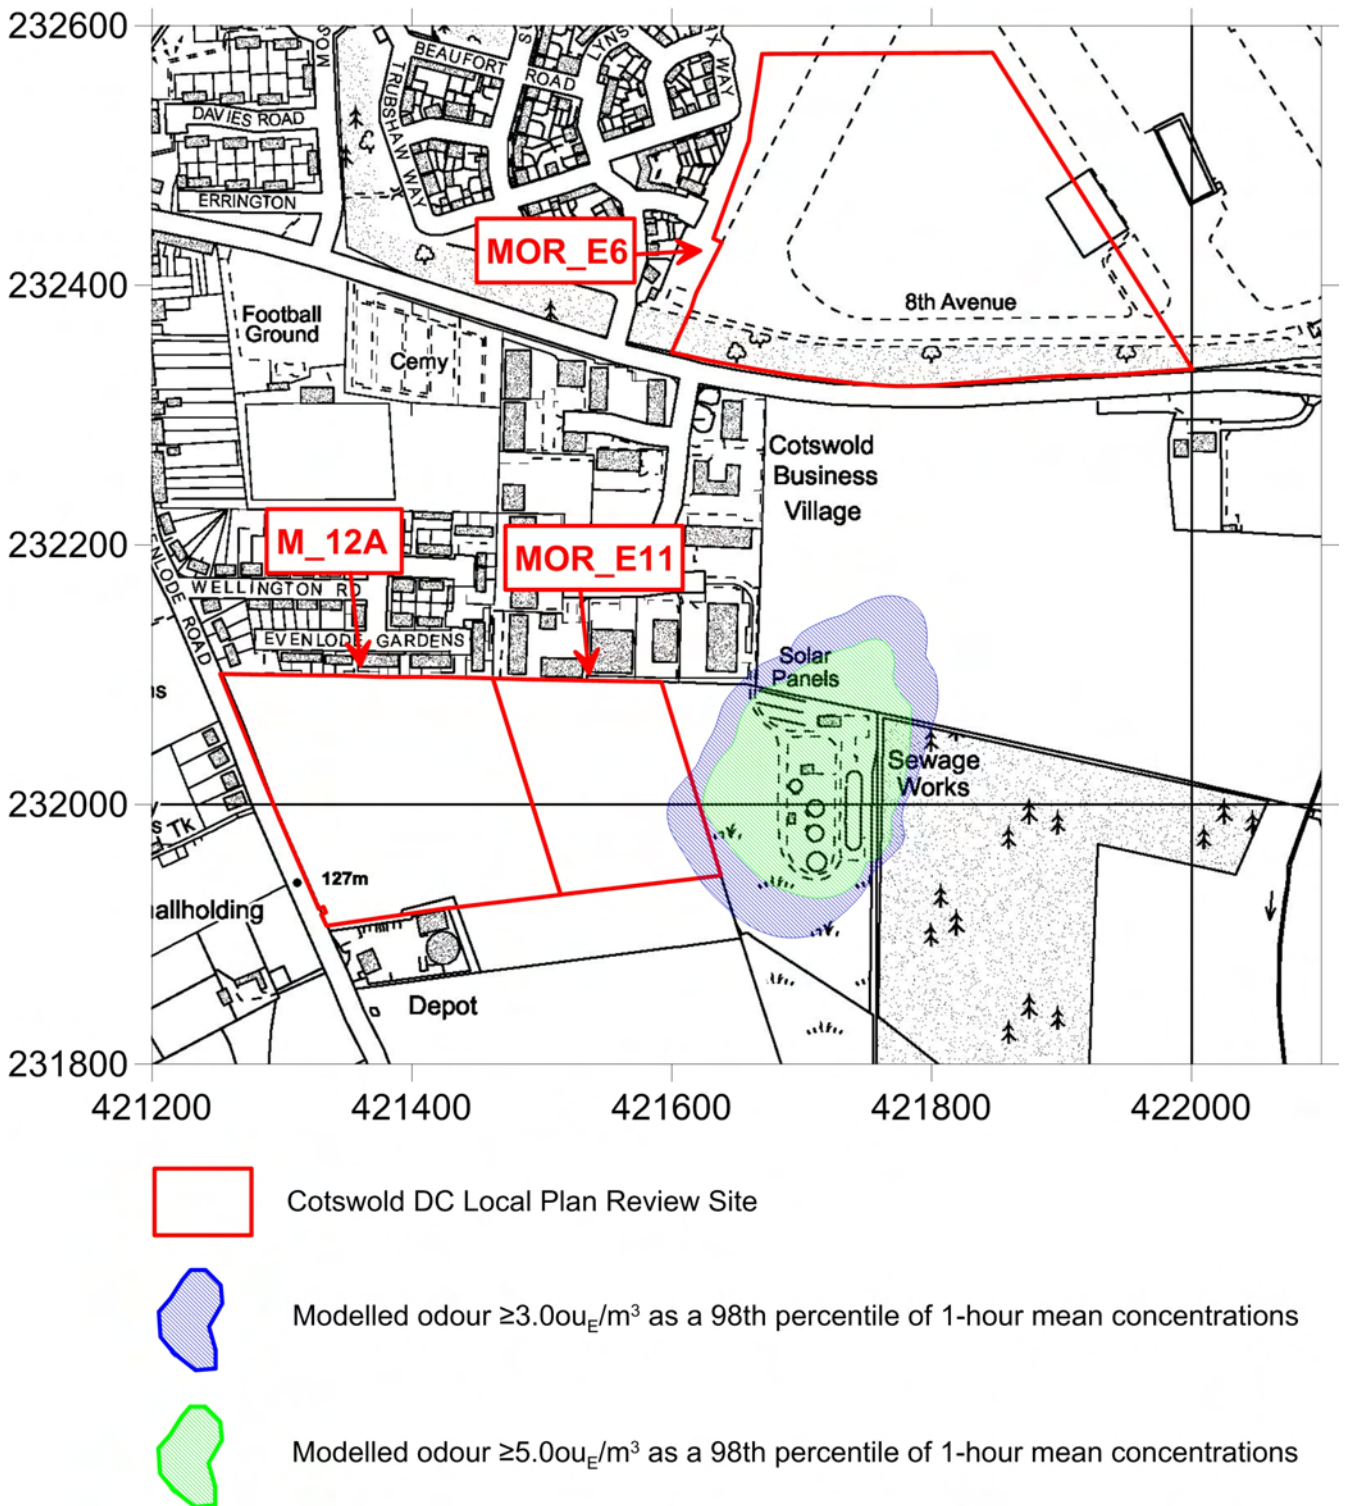 232600
232400
232200
232000
231800
421200
421400
421600
421800
422000
BEAUFORT
ROAD
LYNS
WAY
TRUBSHAW WAY
DAVIES ROAD
ERRINGTON
MOR_E6
8th Avenue
Football
Ground
Cemy
Cotswold
Business
Village
M_12A
MOR_E11
WELLINGTON RD
EVENLODE GARDENS
ENLODE ROAD
Solar
Panels
Sewage
Works
s Tk
127m
allholding
Depot
Cotswold DC Local Plan Review Site
Modelled odour ≥3.0ouE/m³ as a 98th percentile of 1-hour mean concentrations
Modelled odour ≥5.0ouE/m³ as a 98th percentile of 1-hour mean concentrations